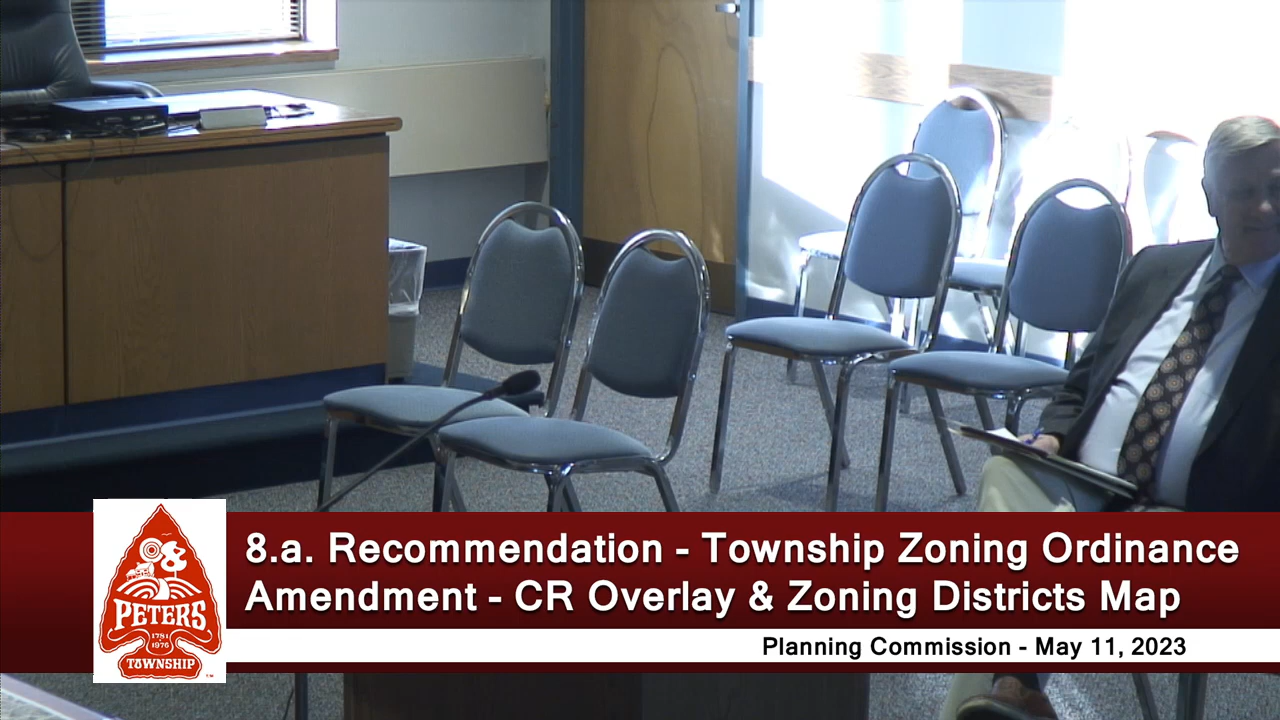 8.a. Recommendation - Township Zoning Ordinance
Amendment - CR Overlay & Zoning Districts Map
Planning Commission - May 11, 2023
PETERS
1781
1976
TOWNSHIP